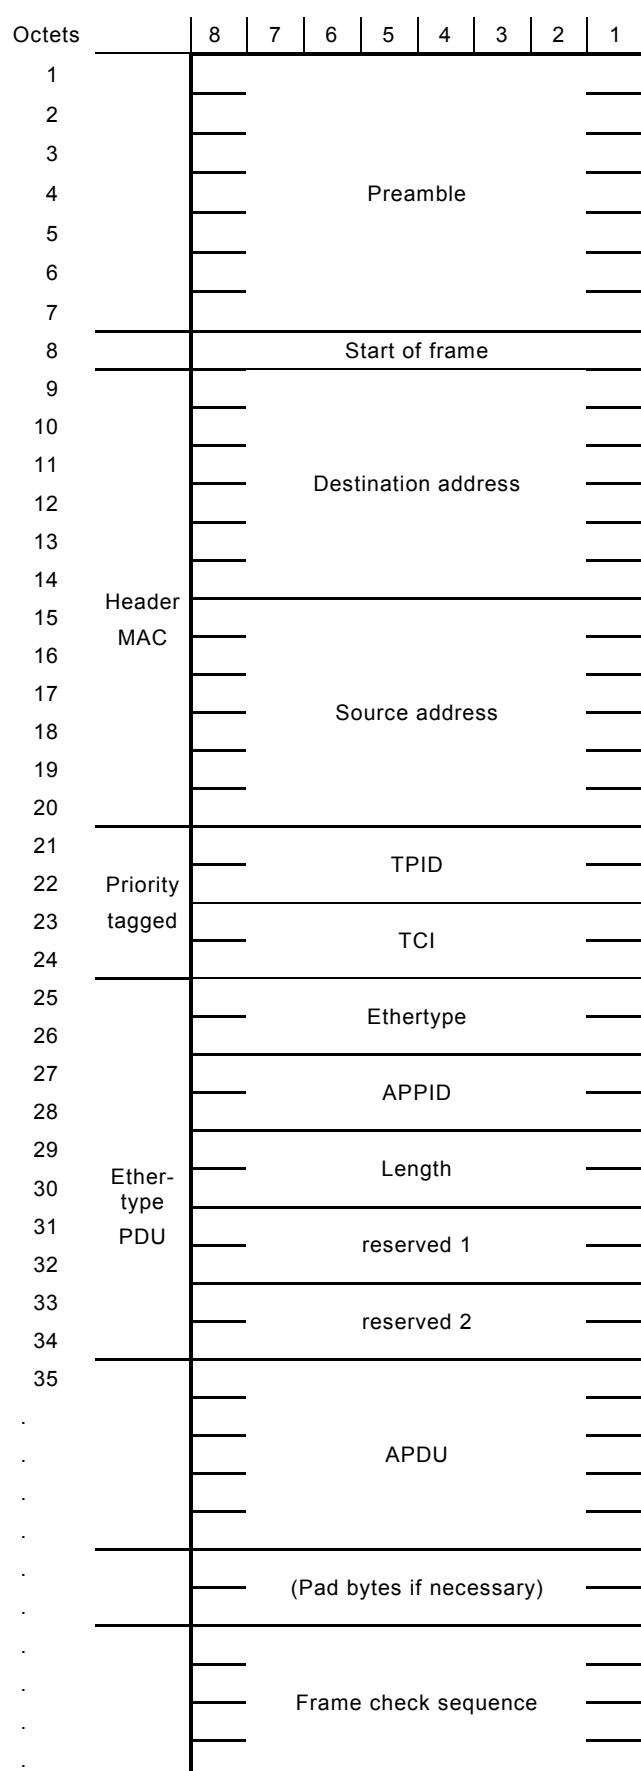 Octets 8 7 6 5 4 3 2 1
1
2
3
4 Preamble
5
6
7
8 Start of frame
9
10
11
Destination address
12
13
14
Header
15
MAC
16
17
Source address
18
19
20
21
TPID
22 Priority
23 tagged
TCI
24
25
Ethertype
26
27
APPID
28
29
Length
Ether-
30
type
31
PDU
reserved 1
32
33
reserved 2
34
35
.
.
APDU
.
.
.
(Pad bytes if necessary)
.
.
.
Frame check sequence
.
.